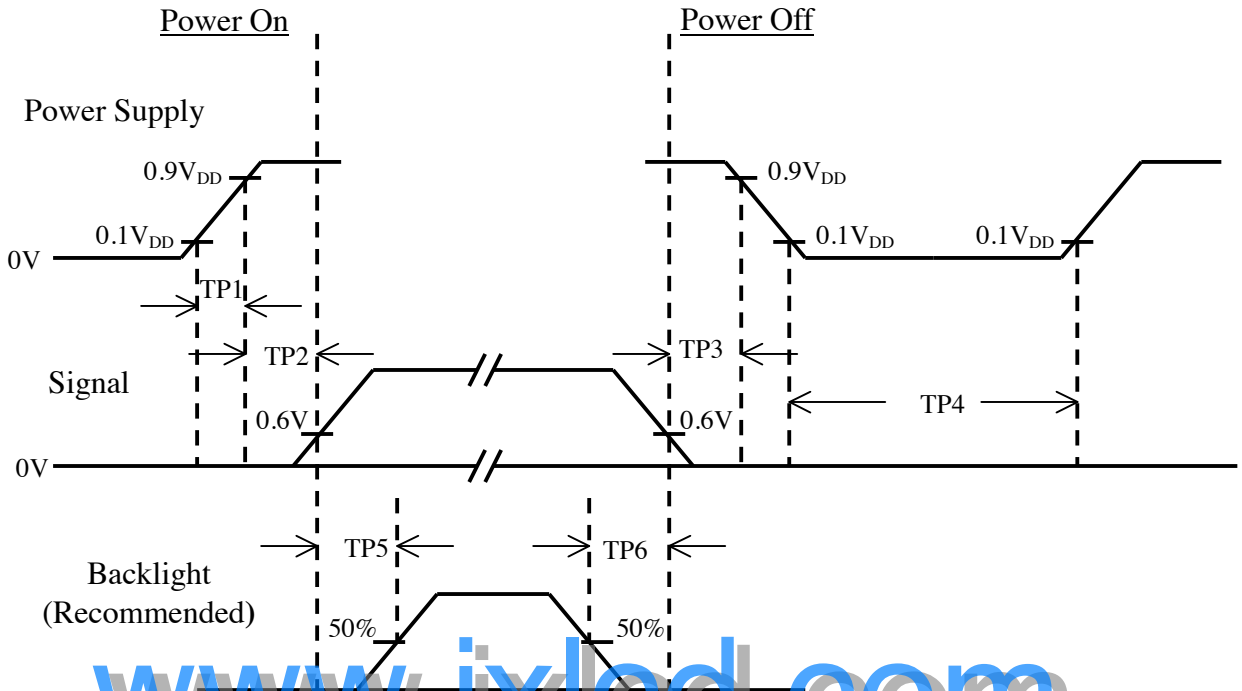 Power On
Power Off
Power Supply
0.9VDD
0.9VDD
0.1VDD
0.1VDD
0.1VDD
0V
TP1
TP2
TP3
Signal
TP4
0.6V
0.6V
0V
TP5
TP6
Backlight
(Recommended)
50%
50%
www.jxlcd.com